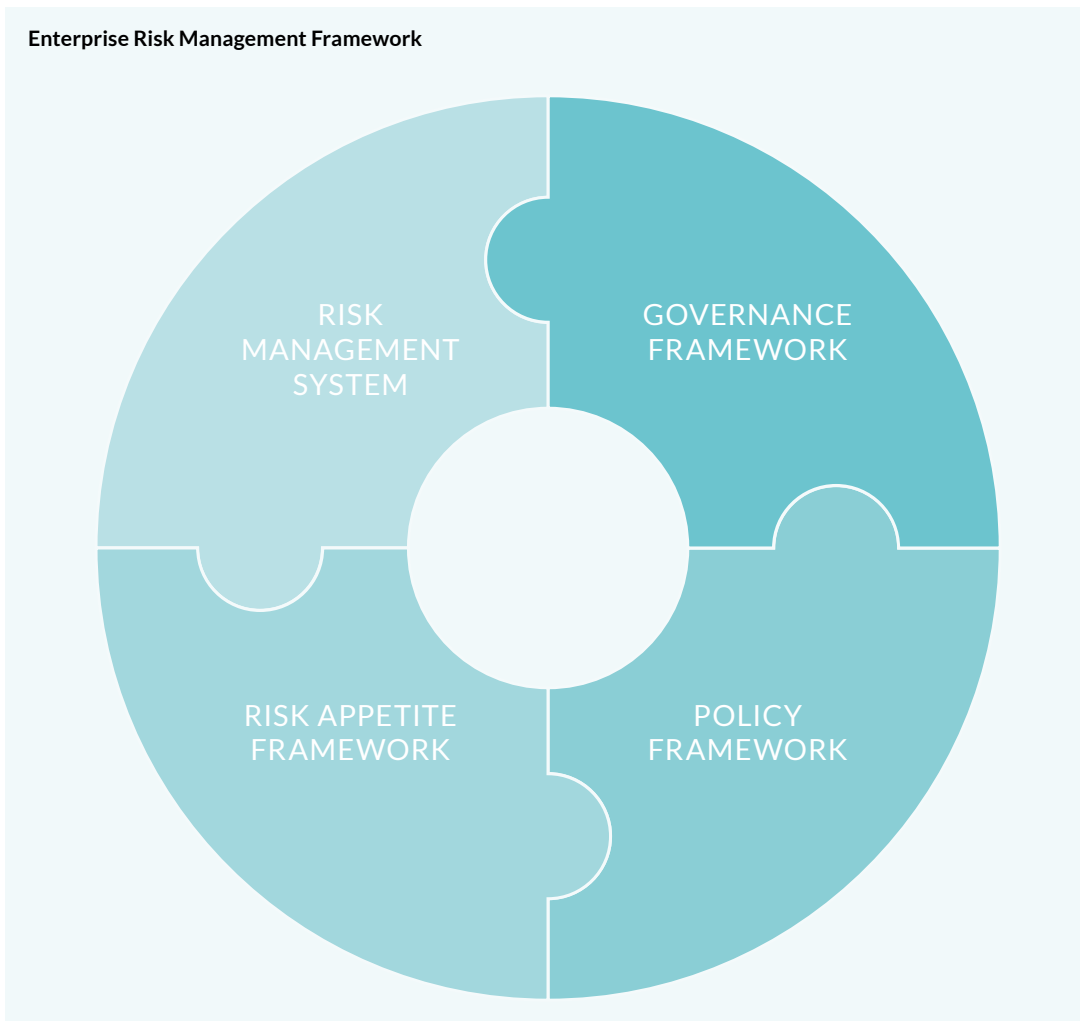 Enterprise Risk Management Framework
RISK
MANAGEMENT
SYSTEM
GOVERNANCE
FRAMEWORK
RISK APPETITE
FRAMEWORK
POLICY
FRAMEWORK